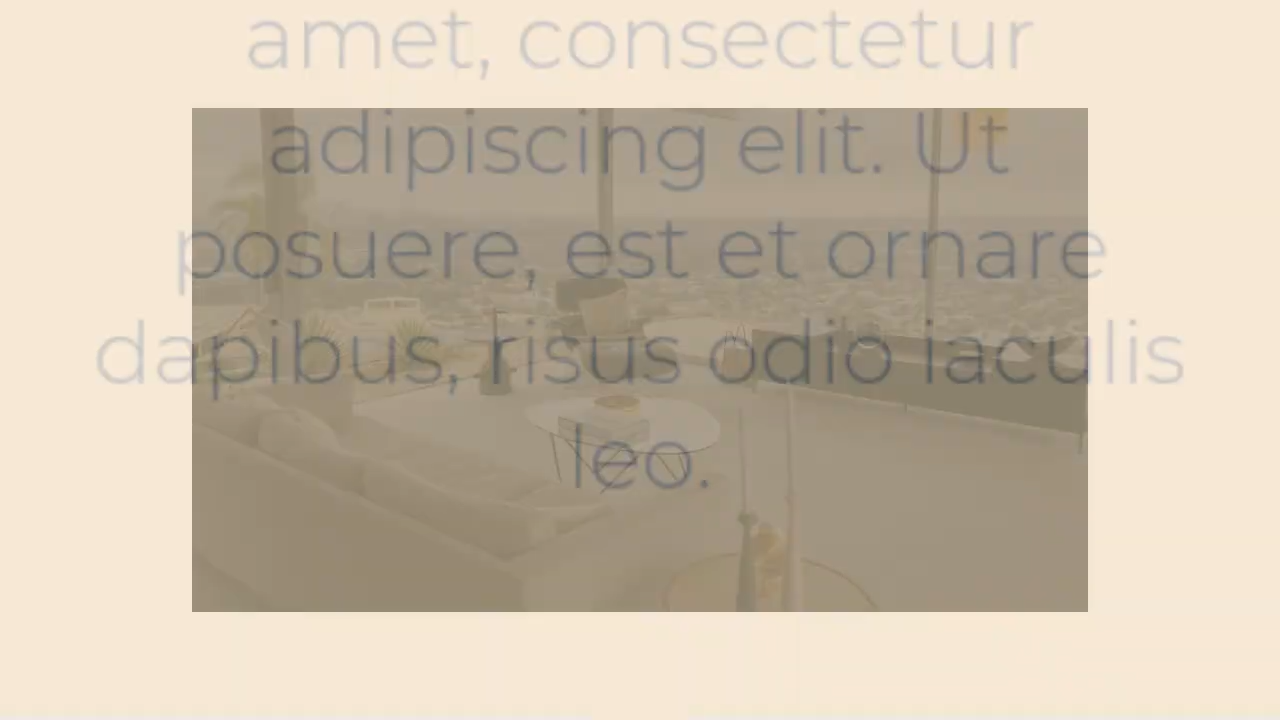 amet, consectetur
adipiscing elit. Ut
posuere, est et ornare
dapibus, risus odio iaculis
leo.